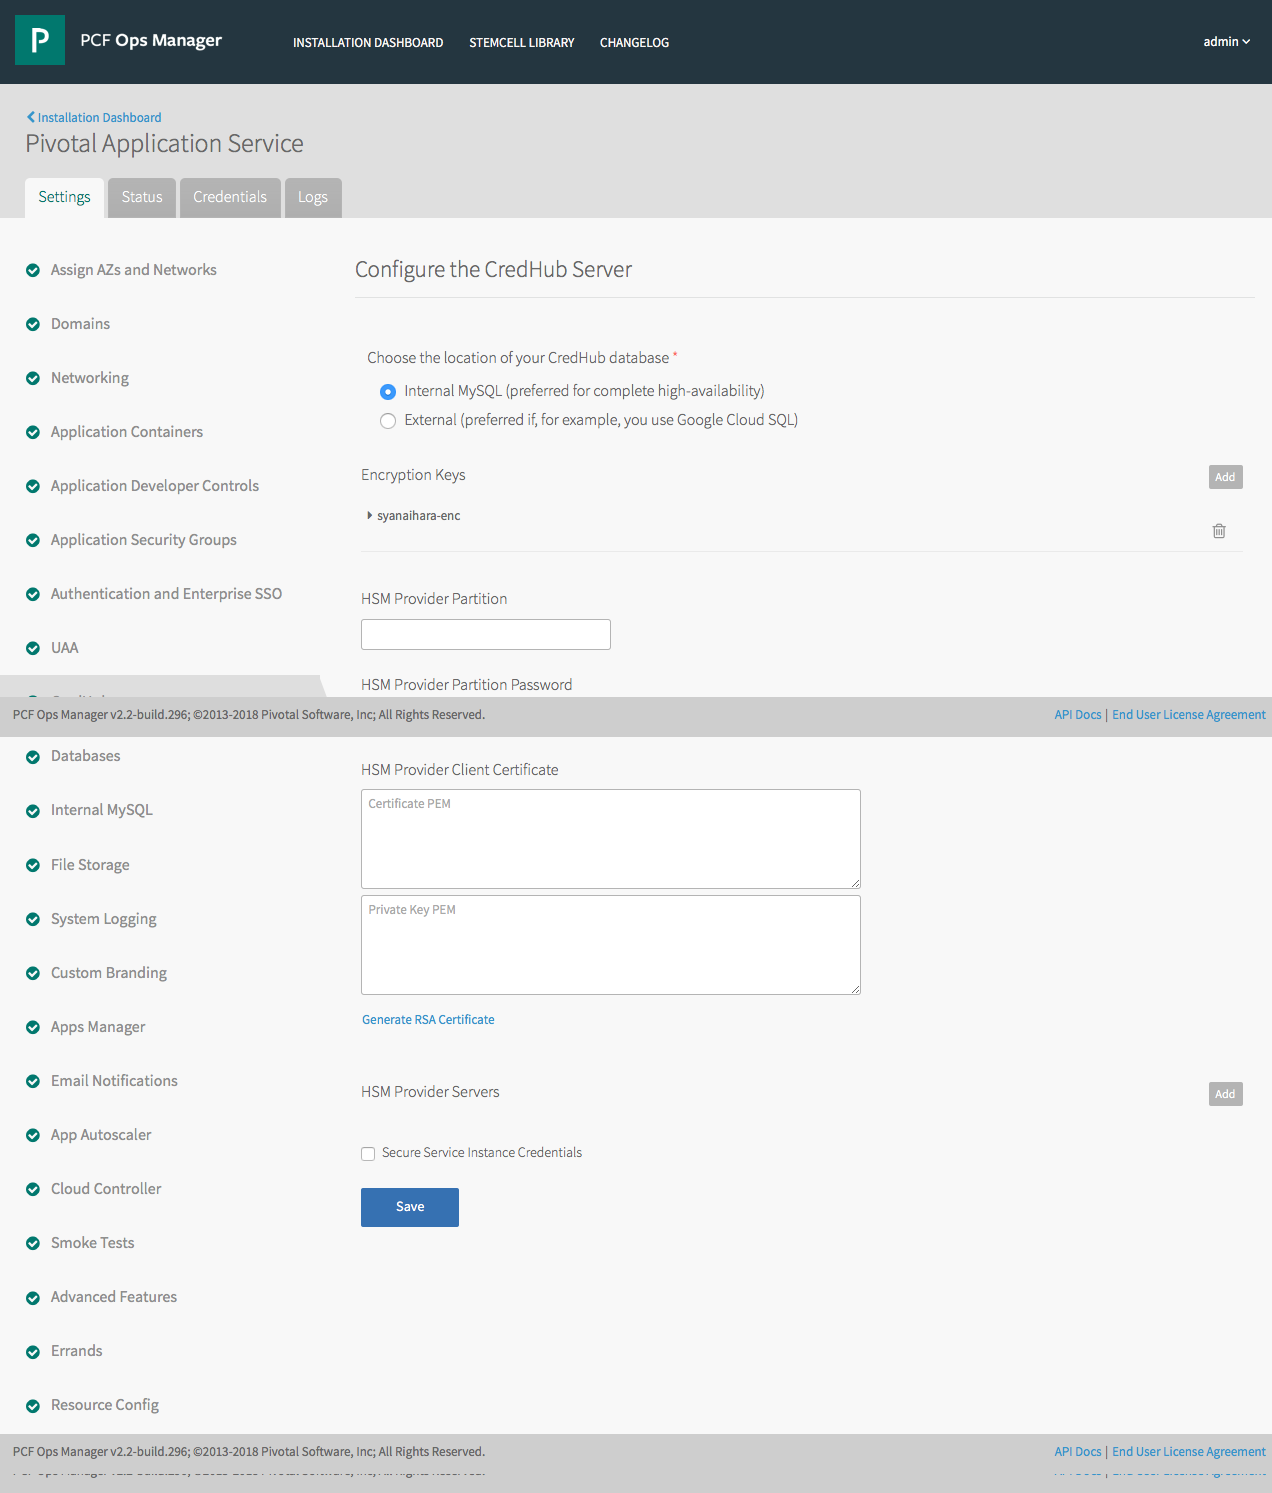 P PCF Ops Manager INSTALLATION DASHBOARD STEMCELL LIBRARY CHANGELOG admin
Installation Dashboard
Pivotal Application Service
Settings Status Credentials Logs
Assign AZs and Networks
Domains
Networking
Application Containers
Application Developer Controls
Application Security Groups
Authentication and Enterprise SSO
UAA
Configure the CredHub Server
Choose the location of your CredHub database *
Internal MySQL (preferred for complete high-availability)
External (preferred if, for example, you use Google Cloud SQL)
Encryption Keys Add
syanaihara-enc
HSM Provider Partition
HSM Provider Partition Password
PCF Ops Manager v2.2-build.296; ©2013-2018 Pivotal Software, Inc; All Rights Reserved. API Docs | End User License Agreement
Databases
Internal MySQL
File Storage
System Logging
Custom Branding
Apps Manager
Email Notifications
App Autoscaler
Cloud Controller
Smoke Tests
Advanced Features
Errands
Resource Config
HSM Provider Client Certificate
Certificate PEM
Private Key PEM
Generate RSA Certificate
HSM Provider Servers Add
Secure Service Instance Credentials
Save
PCF Ops Manager v2.2-build.296; ©2013-2018 Pivotal Software, Inc; All Rights Reserved. API Docs | End User License Agreement